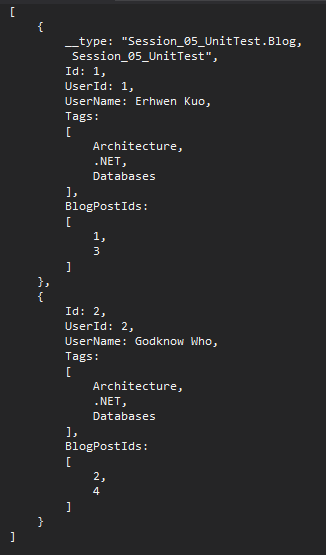 [
{
__type: "Session_05_UnitTest.Blog,
Session_05_UnitTest",
Id: 1,
UserId: 1,
UserName: Erhwen Kuo,
Tags:
[
Architecture,
.NET,
Databases
],
BlogPostIds:
[
1,
3
]
},
{
Id: 2,
UserId: 2,
UserName: Godknow Who,
Tags:
[
Architecture,
.NET,
Databases
],
BlogPostIds:
[
2,
4
]
}
]